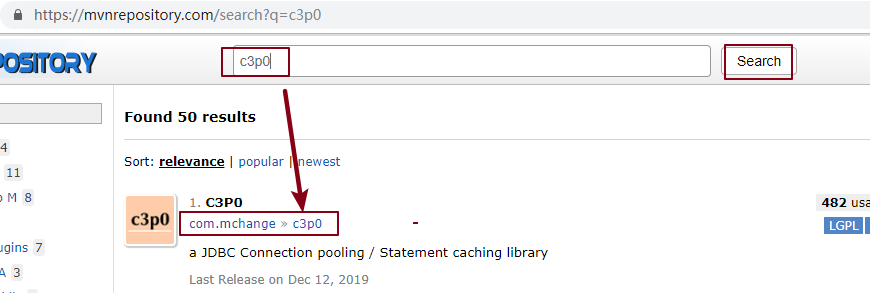 https://mvnrepository.com/search?q=c3p0
POSITORY
c3p0
Search
Found 50 results
4
11
o M 8
ugins 7
A 3
Sort: relevance | popular | newest
c3p0
1. C3P0
com.mchange » c3p0
a JDBC Connection pooling / Statement caching library
Last Release on Dec 12, 2019
482 usa
LGPL